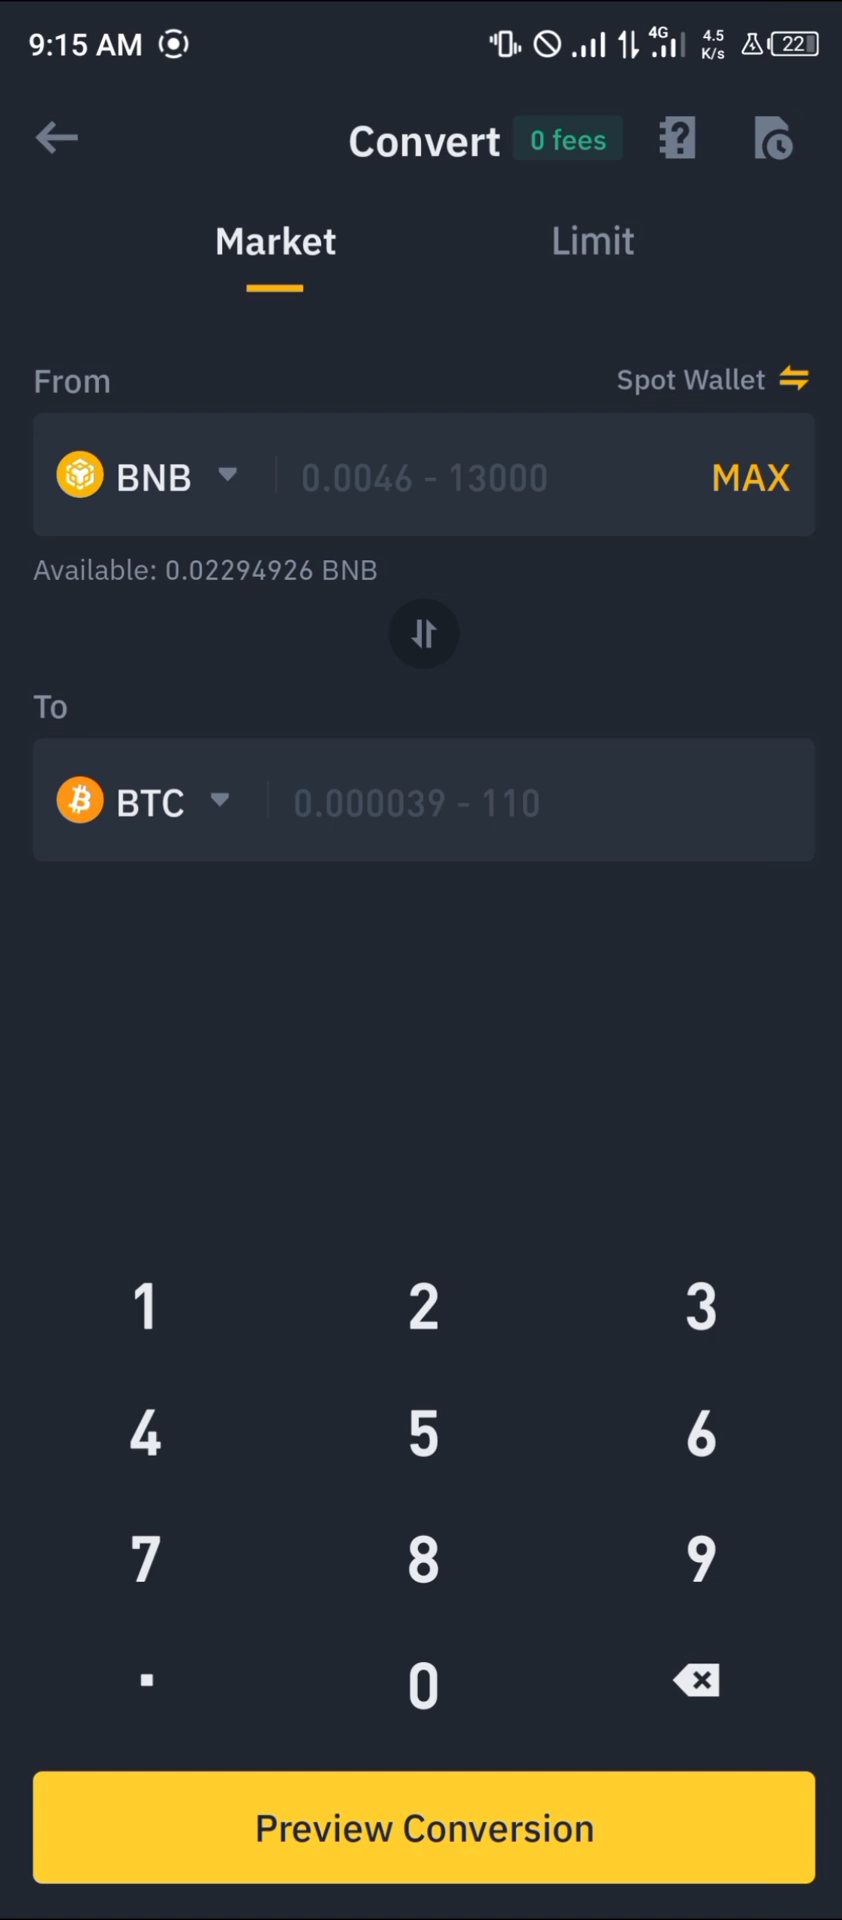 9:15 AM 4G 4.5 K/s 22
Convert 0 fees
Market Limit
From Spot Wallet
BNB 0.0046 - 13000 MAX
Available: 0.02294926 BNB
To
BTC 0.000039 - 110
1 2 3
4 5 6
7 8 9
. 0
Preview Conversion